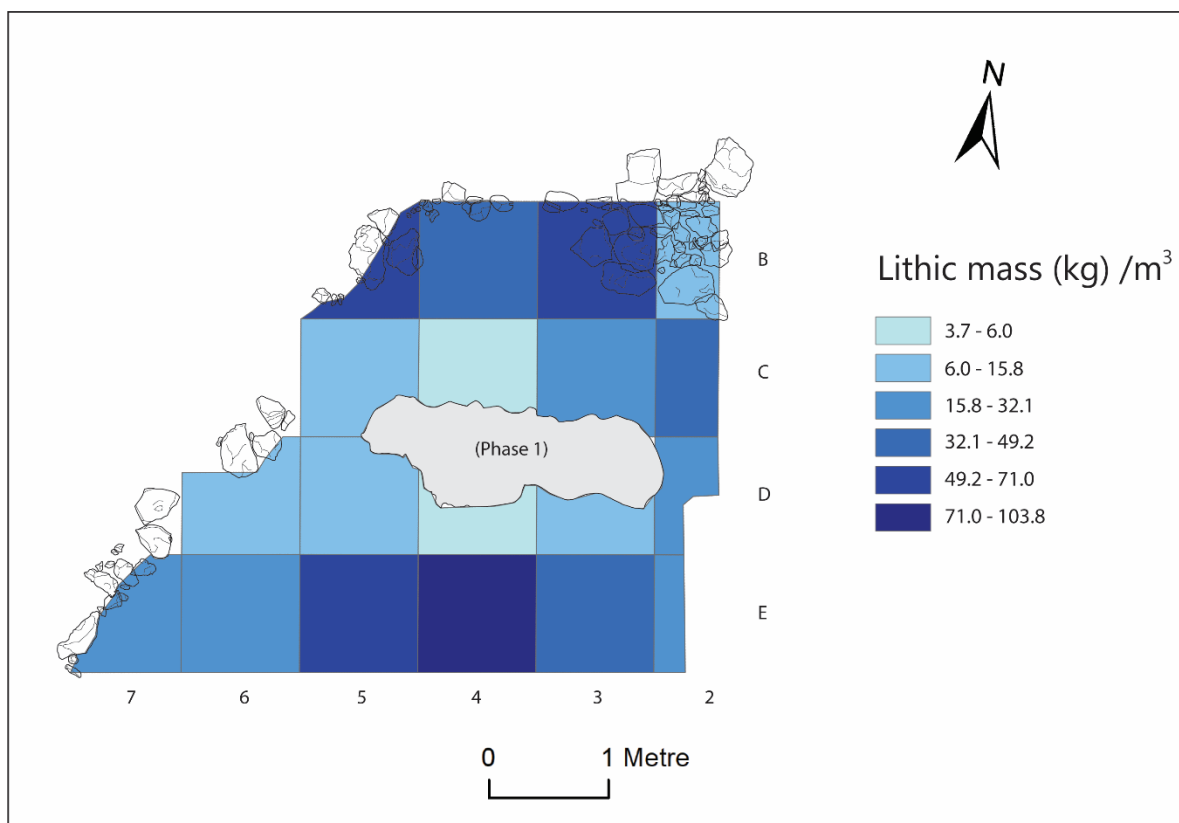 N
B
Lithic mass (kg) /m³
3.7 - 6.0
C
6.0 - 15.8
15.8 - 32.1
32.1 - 49.2
(Phase 1)
49.2 - 71.0
D
71.0 - 103.8
E
7 6 5 4 3 2
0 1 Metre